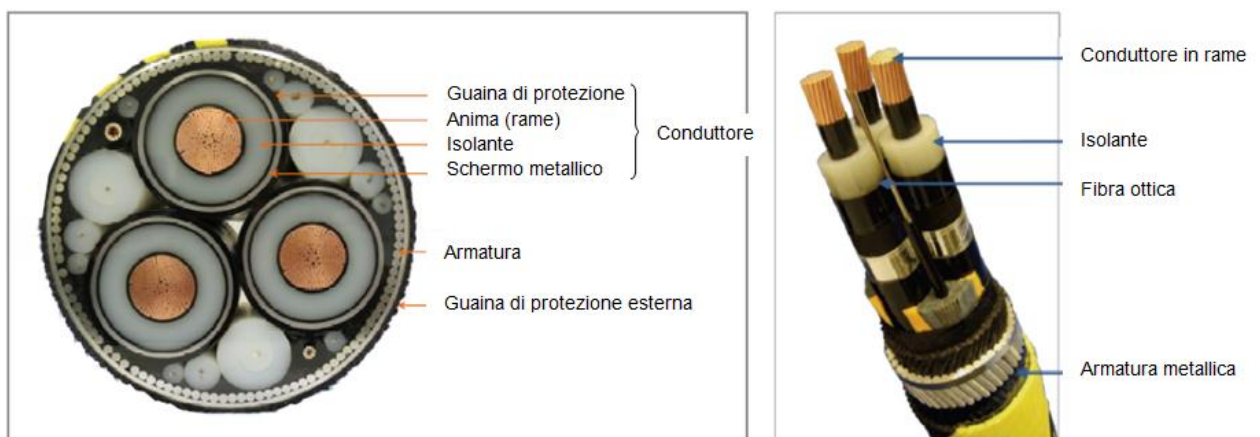 Guaina di protezione
Anima (rame)
Isolante
Schermo metallico
Conduttore
Armatura
Guaina di protezione esterna
Conduttore in rame
Isolante
Fibra ottica
Armatura metallica